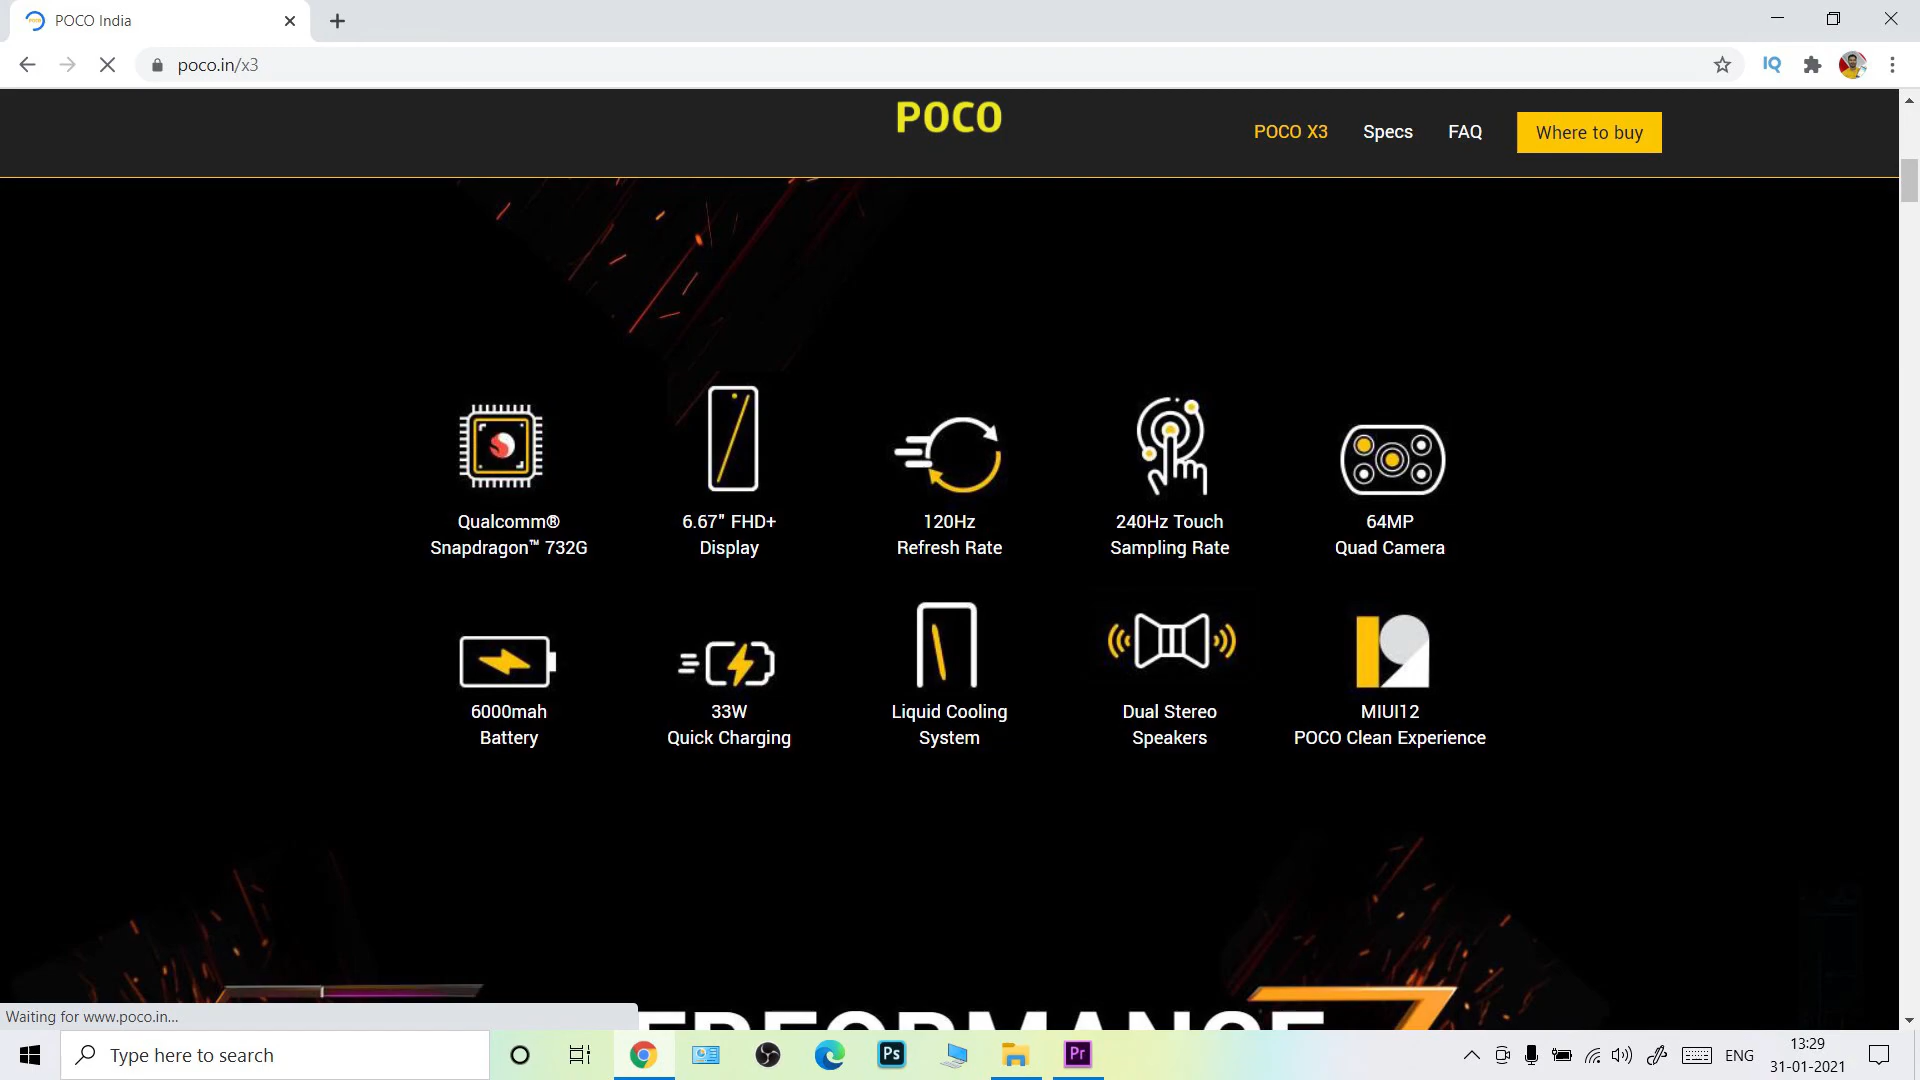 POCO India
poco.in/x3
IQ
POCO
POCO X3
Specs
FAQ
Where to buy
Qualcomm®
Snapdragon™ 732G
6.67" FHD+
Display
120Hz
Refresh Rate
240Hz Touch
Sampling Rate
64MP
Quad Camera
6000mah
Battery
33W
Quick Charging
Liquid Cooling
System
Dual Stereo
Speakers
MIUI12
POCO Clean Experience
Waiting for www.poco.in...
Type here to search
Ps
Pr
ENG
13:29
31-01-2021